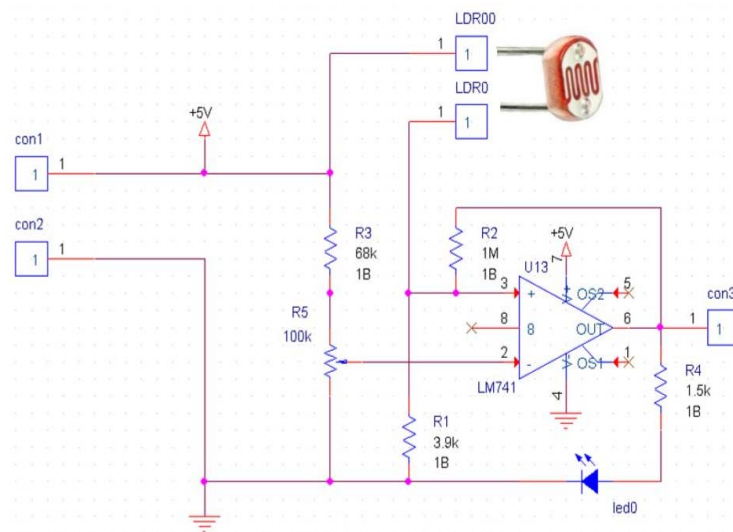 LDR00
1
1
LDR0
1
1
+5V
con1
1
1
con2
1
1
R3
68k
1B
R5
100k
R2
1M
1B
+5V
7
U13
3
+
OS2
5
8
8
OUT
6
2
-
OS1
1
LM741
4
con3
1
1
R4
1.5k
1B
R1
3.9k
1B
led0